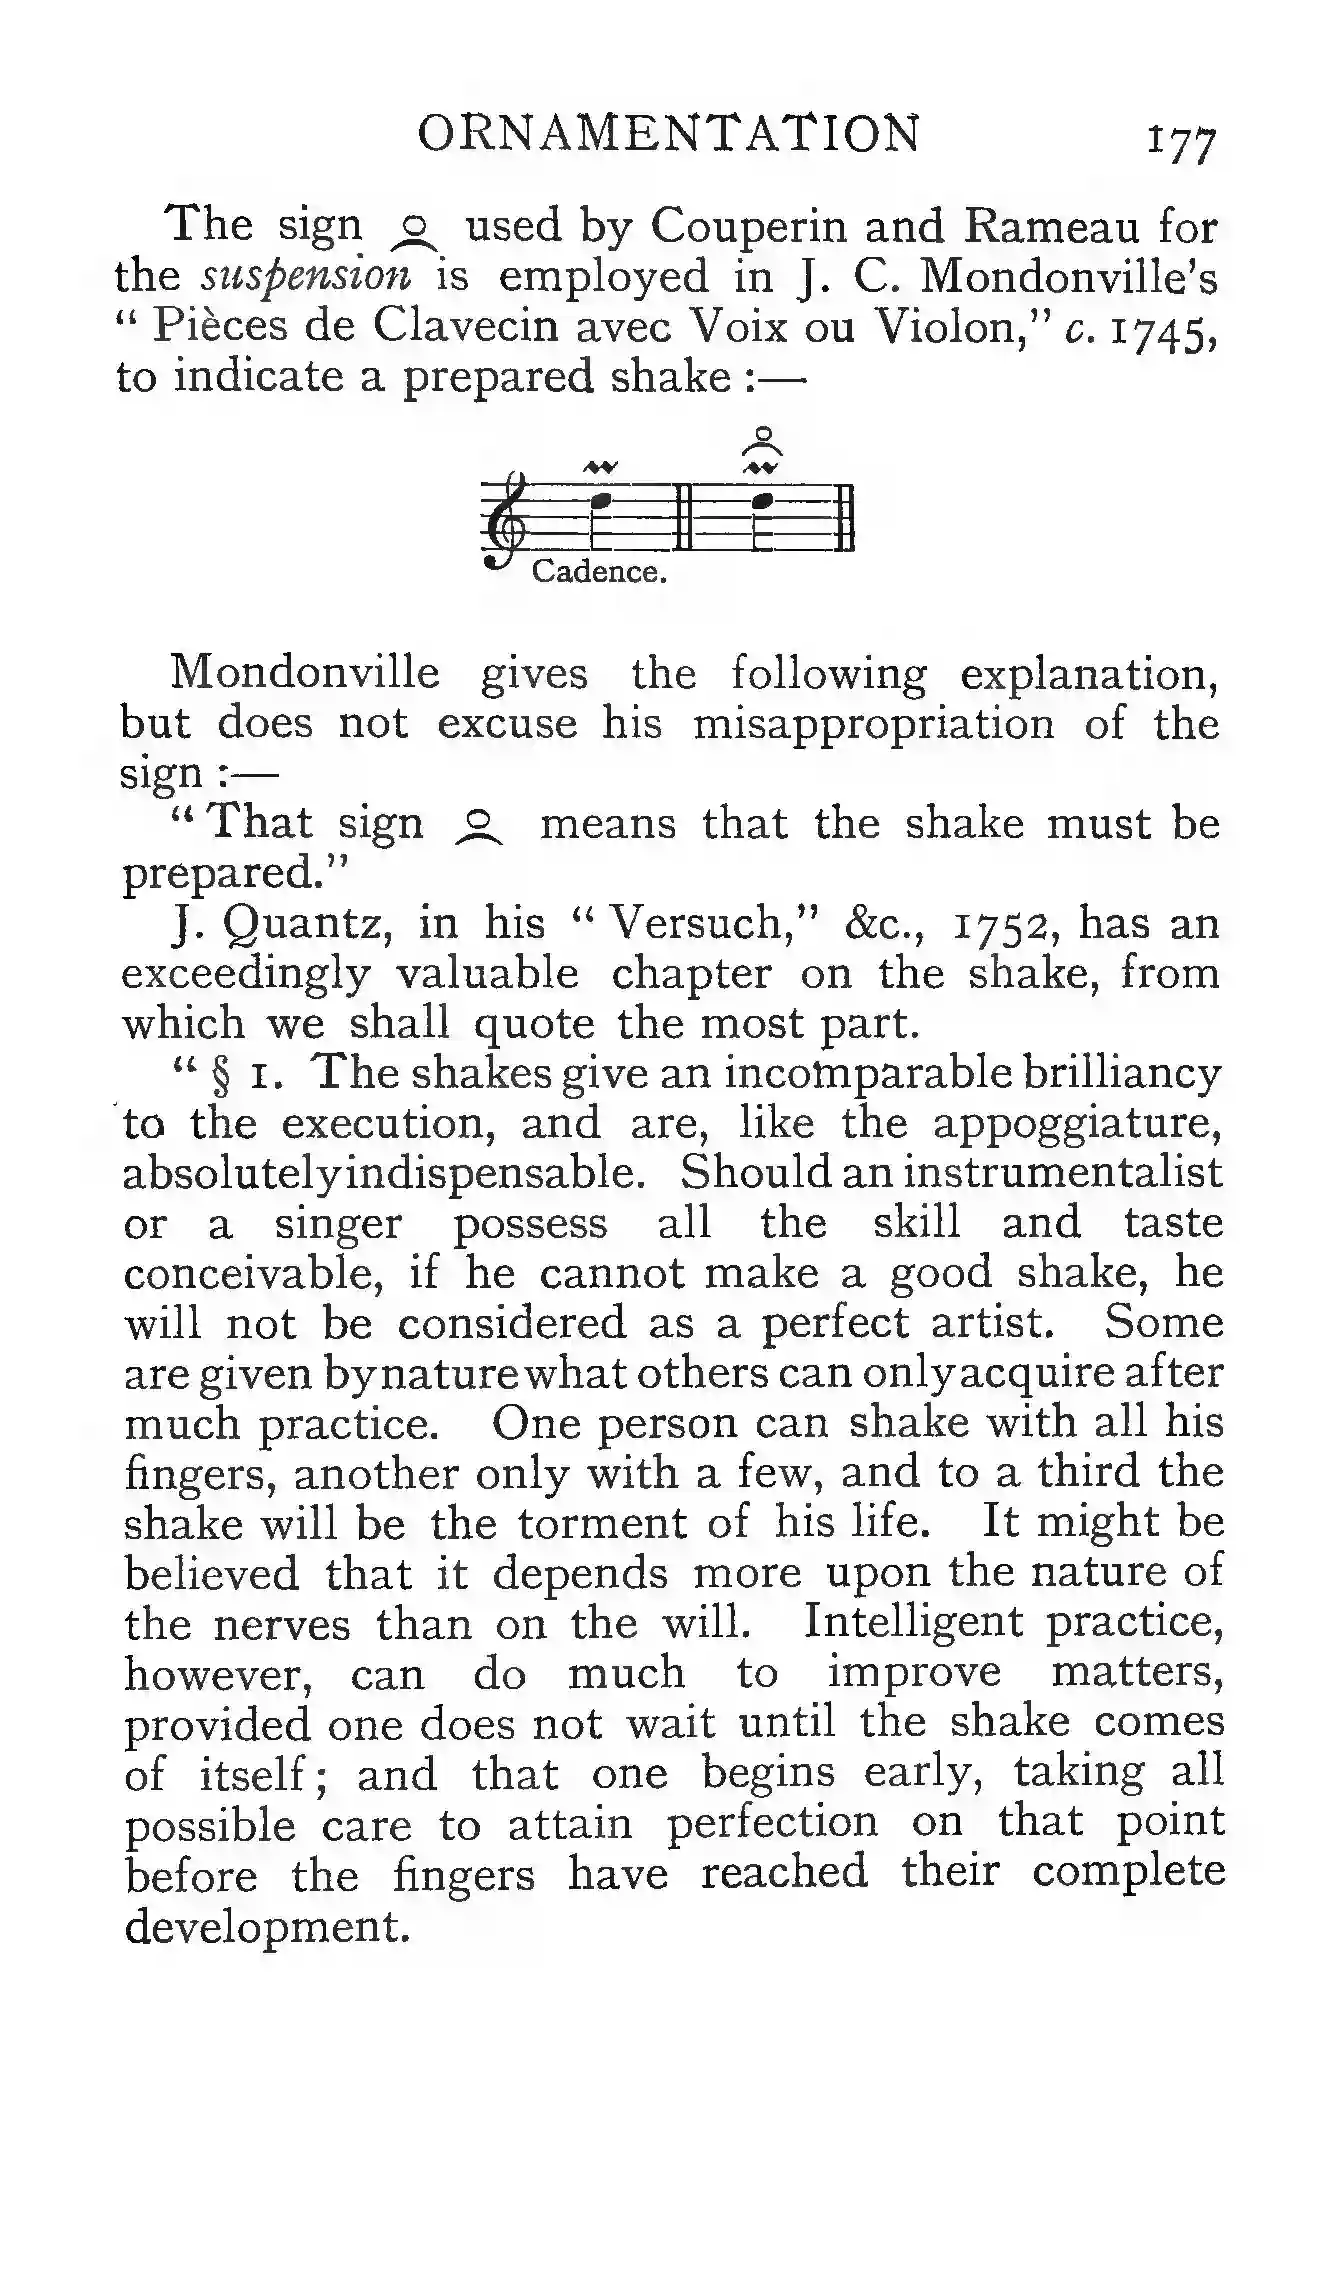 ORNAMENTATION 177
The sign used by Couperin and Rameau for
the suspension is employed in J. C. Mondonville's
“ Pièces de Clavecin avec Voix ou Violon,” c. 1745,
to indicate a prepared shake :—
Cadence.
Mondonville gives the following explanation,
but does not excuse his misappropriation of the
sign :—
“ That sign means that the shake must be
prepared.”
J. Quantz, in his “ Versuch,” &c., 1752, has an
exceedingly valuable chapter on the shake, from
which we shall quote the most part.
“ § 1. The shakes give an incomparable brilliancy
to the execution, and are, like the appoggiature,
absolutely indispensable. Should an instrumentalist
or a singer possess all the skill and taste
conceivable, if he cannot make a good shake, he
will not be considered as a perfect artist. Some
are given by nature what others can only acquire after
much practice. One person can shake with all his
fingers, another only with a few, and to a third the
shake will be the torment of his life. It might be
believed that it depends more upon the nature of
the nerves than on the will. Intelligent practice,
however, can do much to improve matters,
provided one does not wait until the shake comes
of itself ; and that one begins early, taking all
possible care to attain perfection on that point
before the fingers have reached their complete
development.